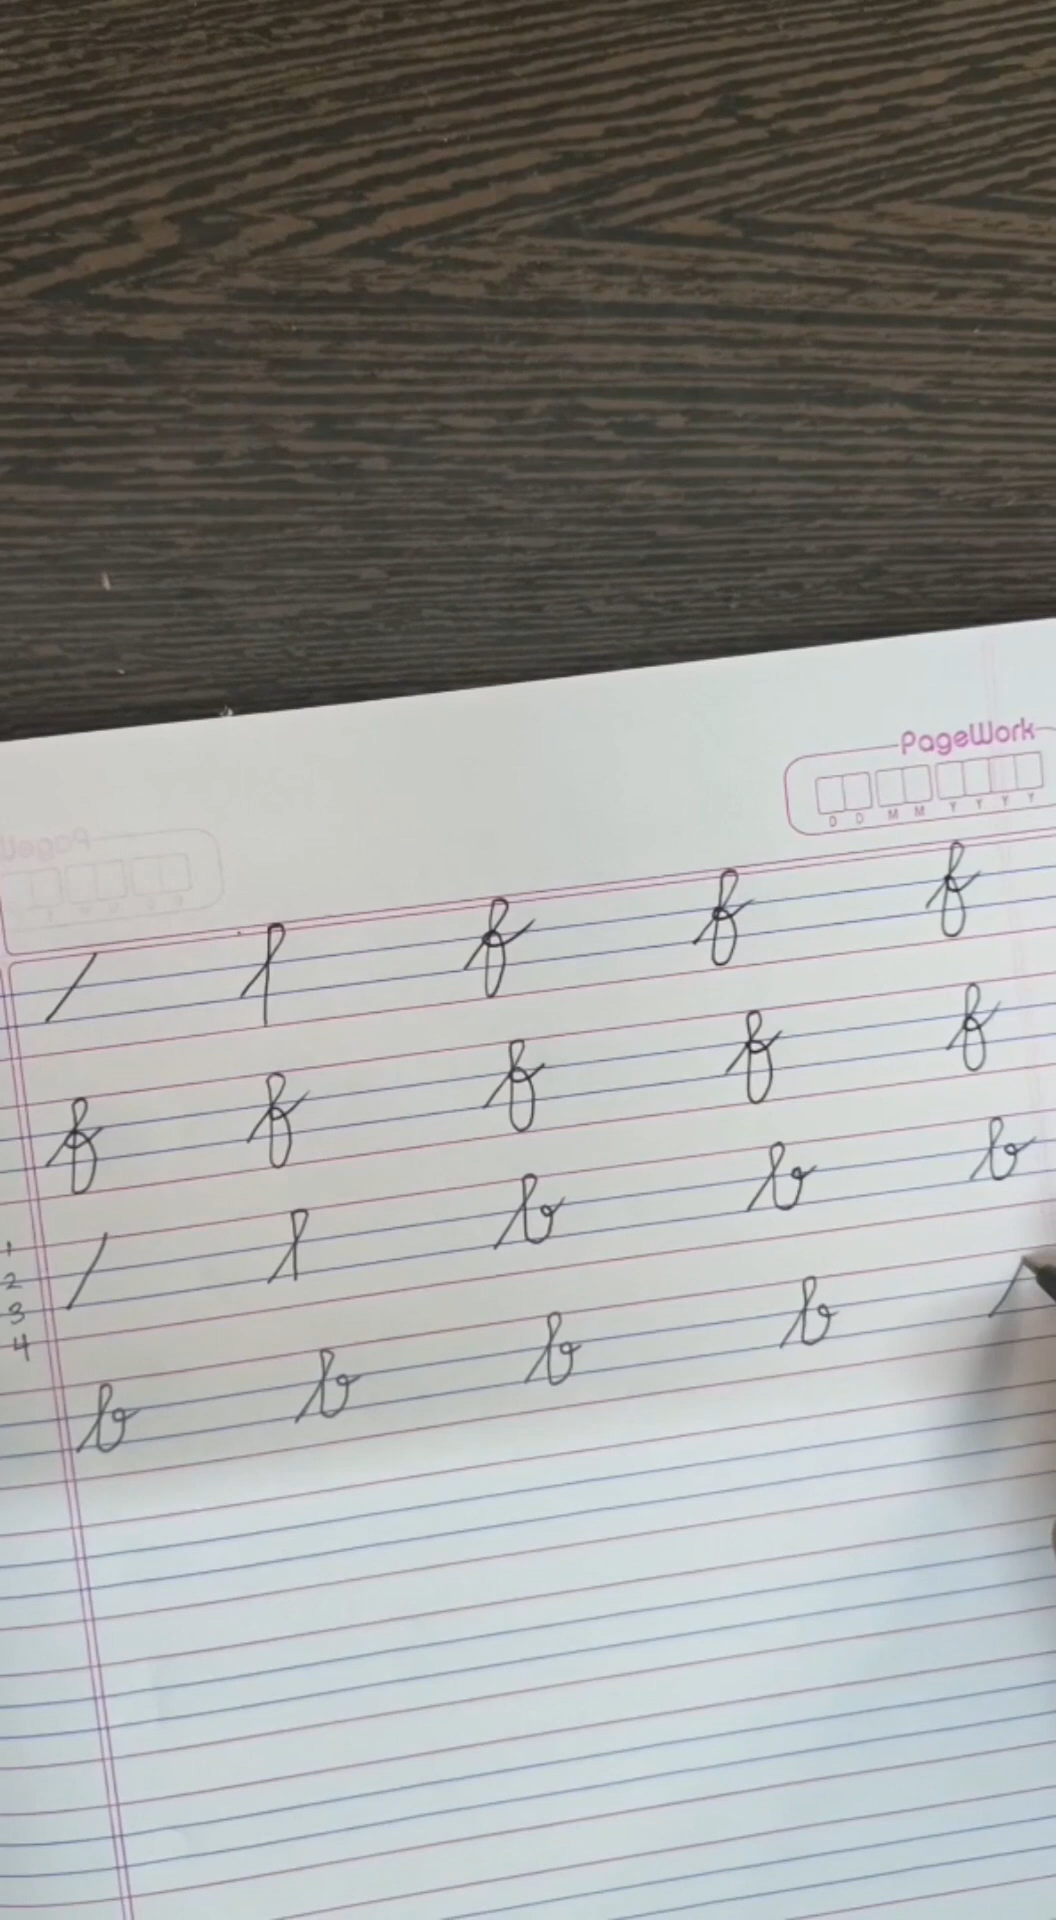 PageWork
D D M M Y Y Y Y
/ l f f f
f f f f f
/ l b b b
b b b b /
1
2
3
4